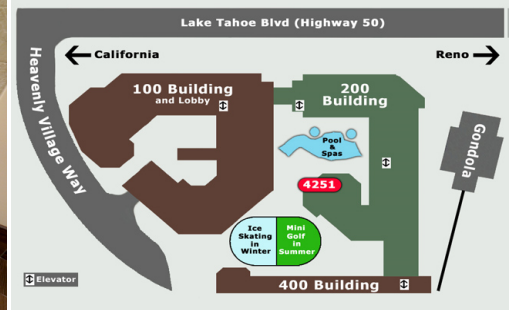 Lake Tahoe Blvd (Highway 50)
California
Reno
Heavenly Village Way
100 Building
and Lobby
200
Building
Gondola
Pool
&
Spas
4251
Ice
Skating
in
Winter
Mini
Golf
in
Summer
Elevator
400 Building